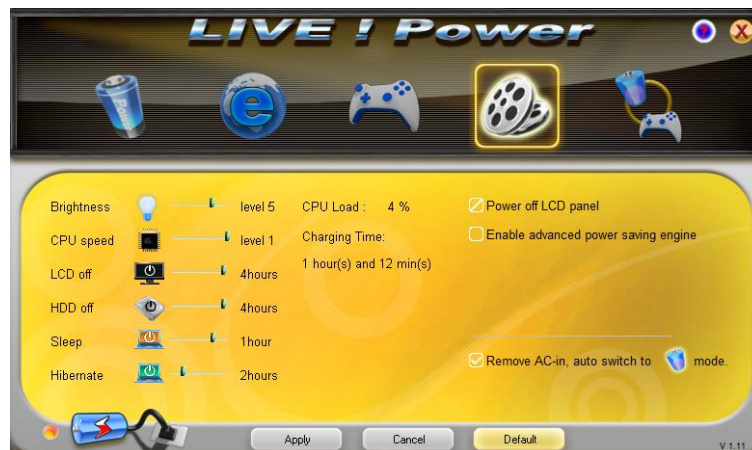 LIVE ! Power
Brightness level 5
CPU speed level 1
LCD off 4hours
HDD off 4hours
Sleep 1hour
Hibernate 2hours
CPU Load : 4 %
Charging Time:
1 hour(s) and 12 min(s)
Power off LCD panel
Enable advanced power saving engine
Remove AC-in, auto switch to mode.
Apply Cancel Default
V 1.11